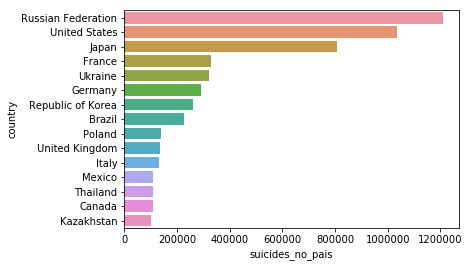 Russian Federation
United States
Japan
France
Ukraine
Germany
Republic of Korea
Brazil
Poland
United Kingdom
Italy
Mexico
Thailand
Canada
Kazakhstan
country
0 200000 400000 600000 800000 1000000 1200000
suicides_no_pais